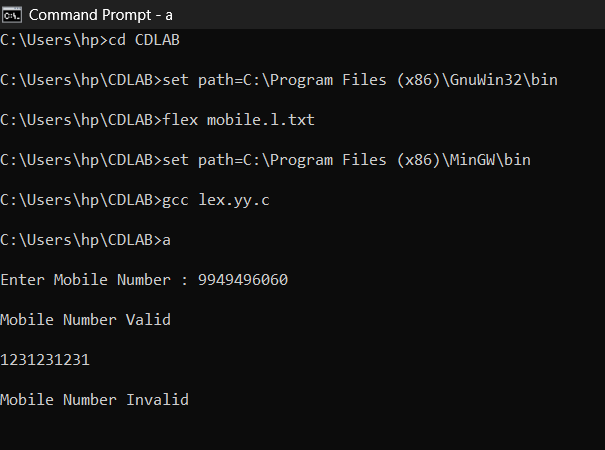 Command Prompt - a
C:\Users\hp>cd CDLAB
C:\Users\hp\CDLAB>set path=C:\Program Files (x86)\GnuWin32\bin
C:\Users\hp\CDLAB>flex mobile.l.txt
C:\Users\hp\CDLAB>set path=C:\Program Files (x86)\MinGW\bin
C:\Users\hp\CDLAB>gcc lex.yy.c
C:\Users\hp\CDLAB>a
Enter Mobile Number : 9949496060
Mobile Number Valid
1231231231
Mobile Number Invalid